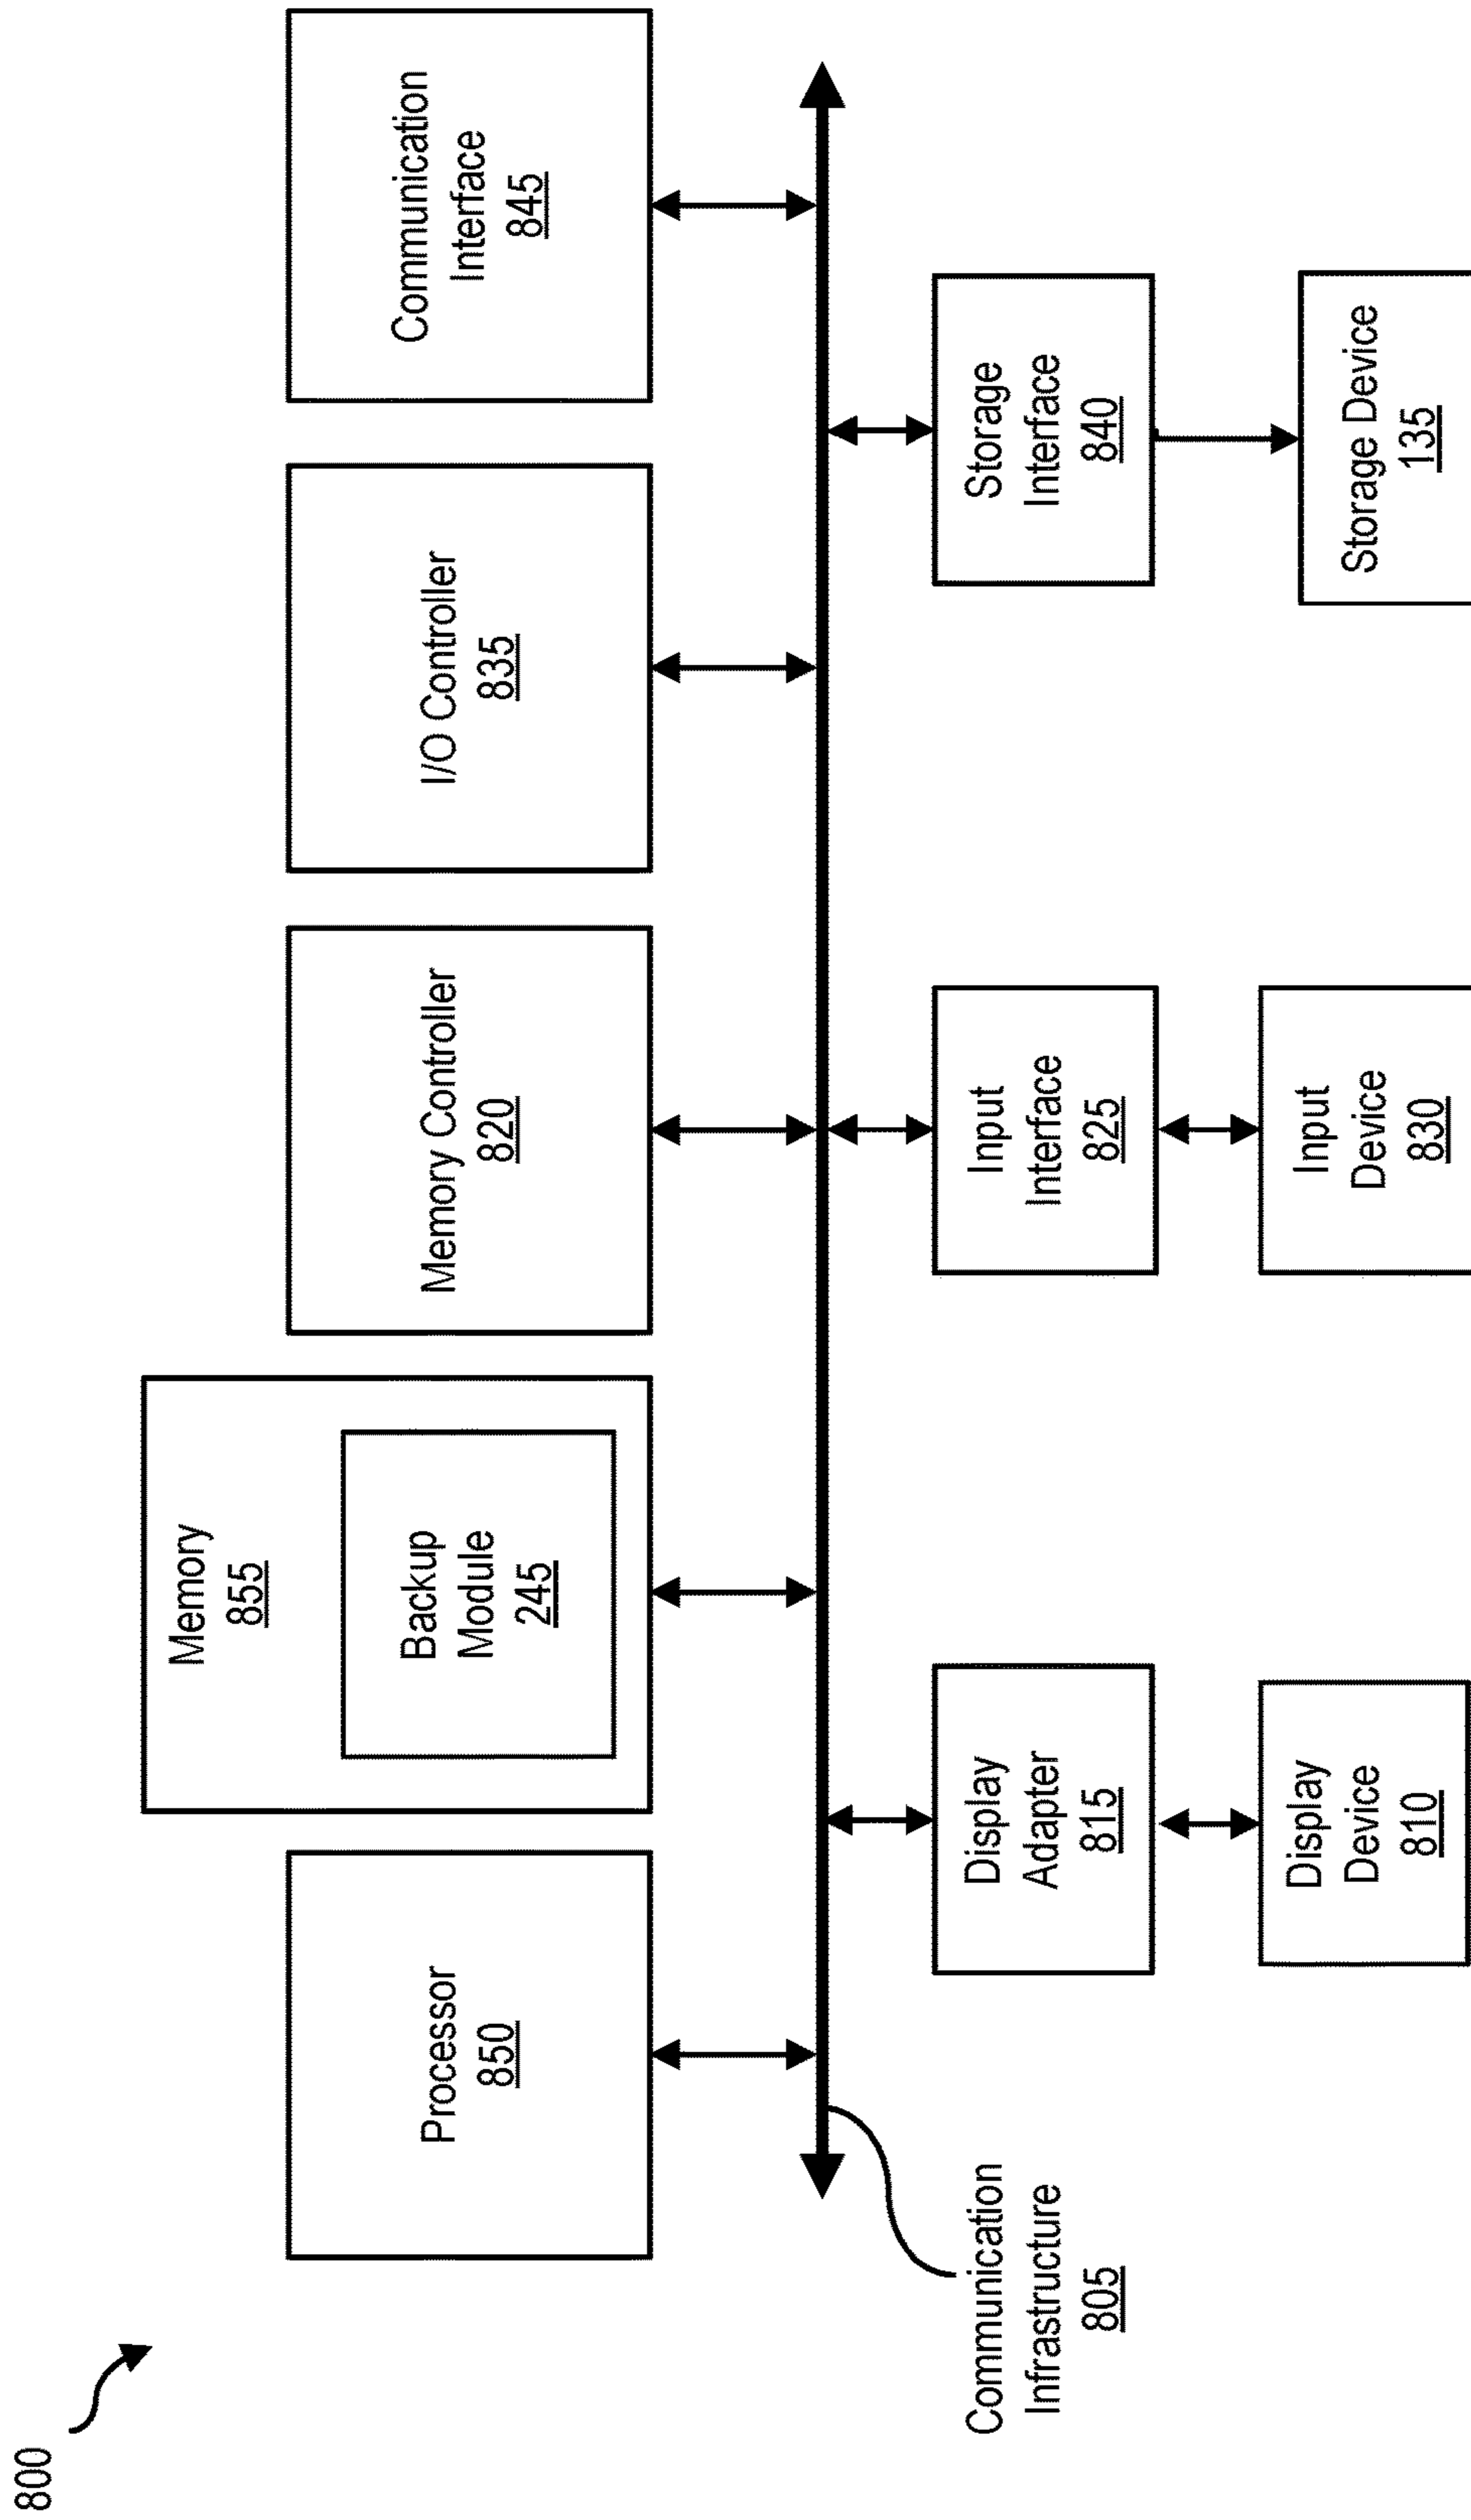 800
Processor
850
Memory
855
Backup
Module
245
Memory Controller
820
I/O Controller
835
Communication
Interface
845
Communication
Infrastructure
805
Display
Adapter
815
Input
Interface
825
Storage
Interface
840
Display
Device
810
Input
Device
830
Storage Device
135